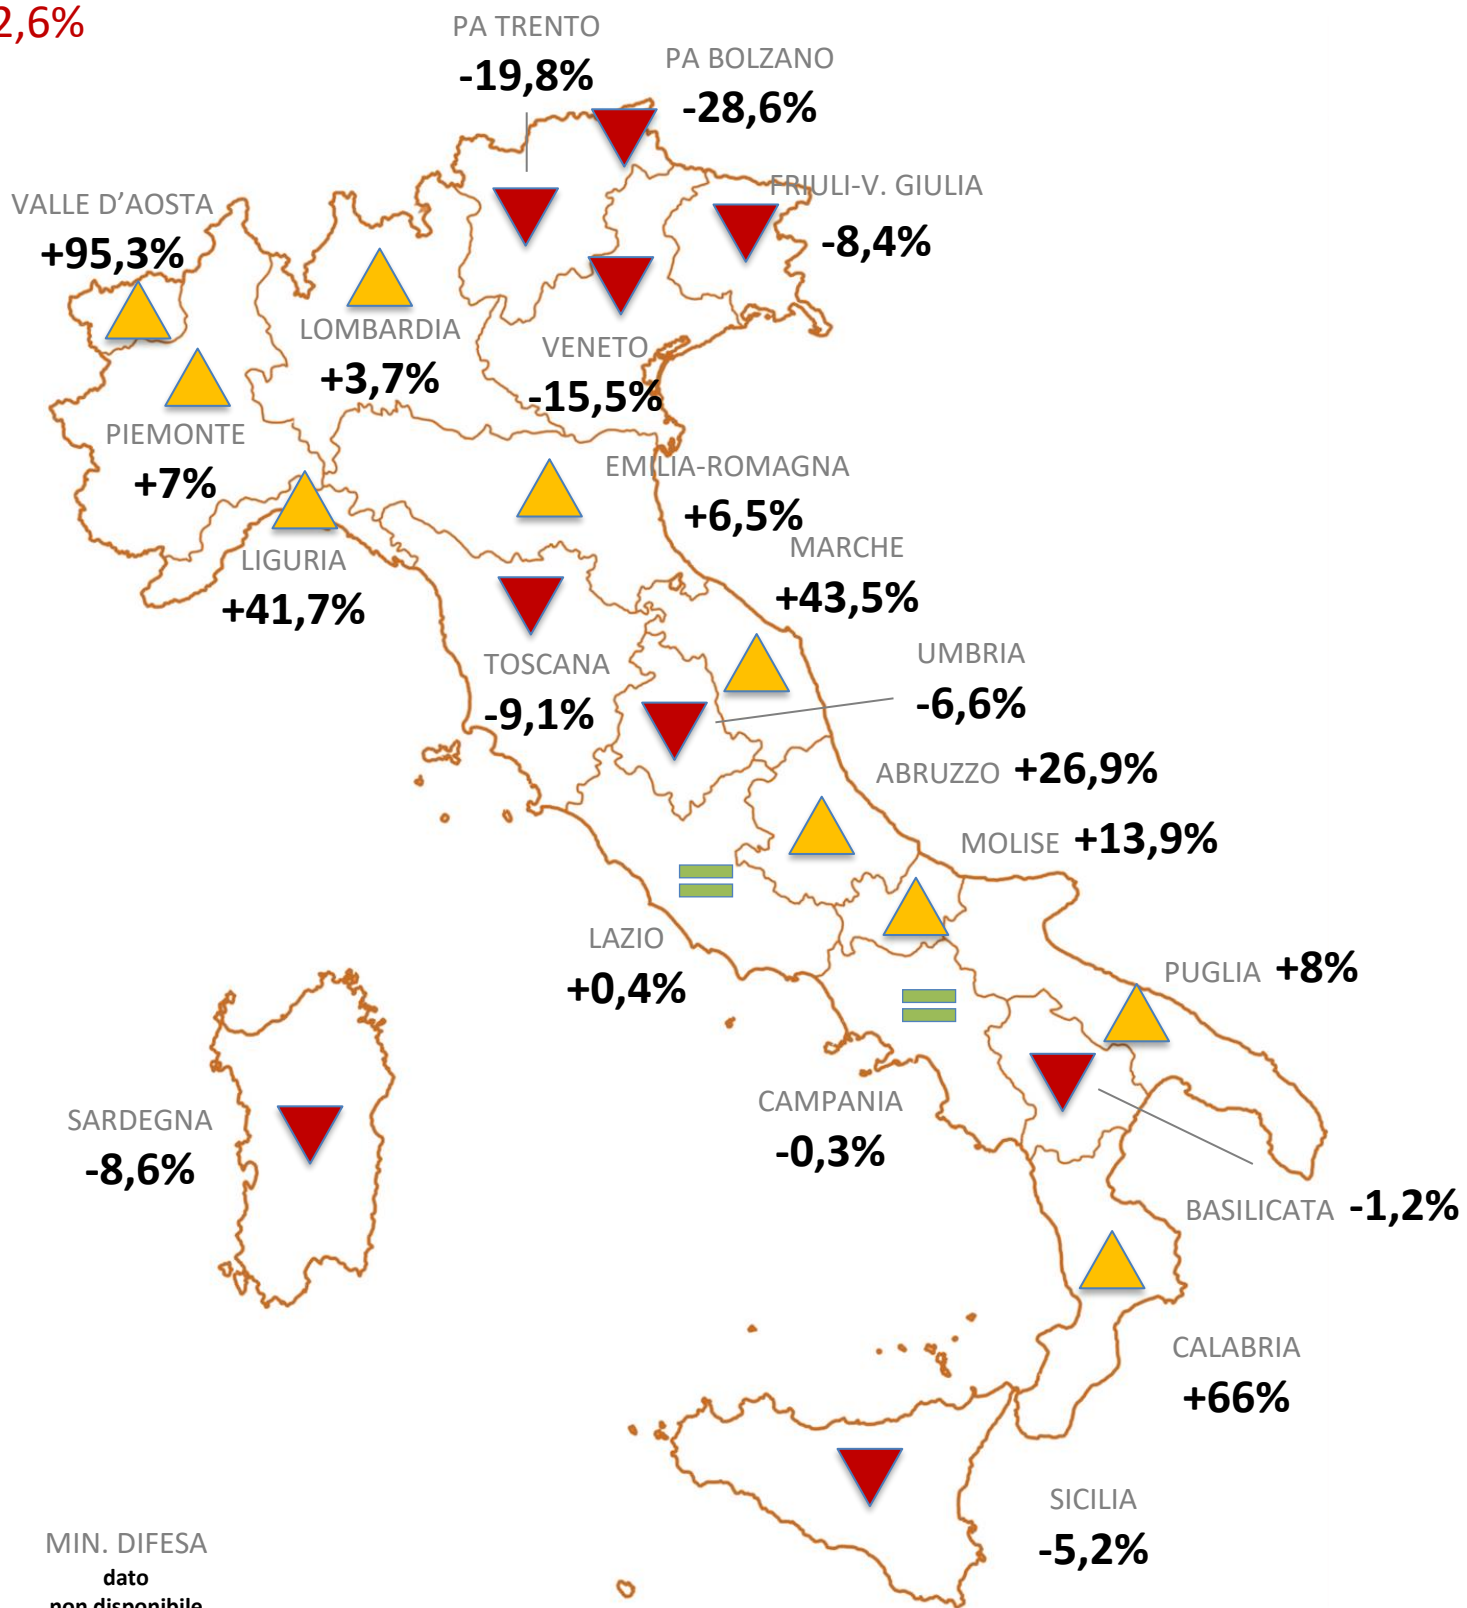 2,6%
PA TRENTO
-19,8%
PA BOLZANO
-28,6%
FRIULI-V. GIULIA
-8,4%
VALLE D’AOSTA
+95,3%
LOMBARDIA
+3,7%
VENETO
-15,5%
PIEMONTE
+7%
EMILIA-ROMAGNA
+6,5%
LIGURIA
+41,7%
MARCHE
+43,5%
TOSCANA
-9,1%
UMBRIA
-6,6%
ABRUZZO +26,9%
MOLISE +13,9%
LAZIO
+0,4%
PUGLIA +8%
CAMPANIA
-0,3%
SARDEGNA
-8,6%
BASILICATA -1,2%
CALABRIA
+66%
SICILIA
-5,2%
MIN. DIFESA
dato
non disponibile